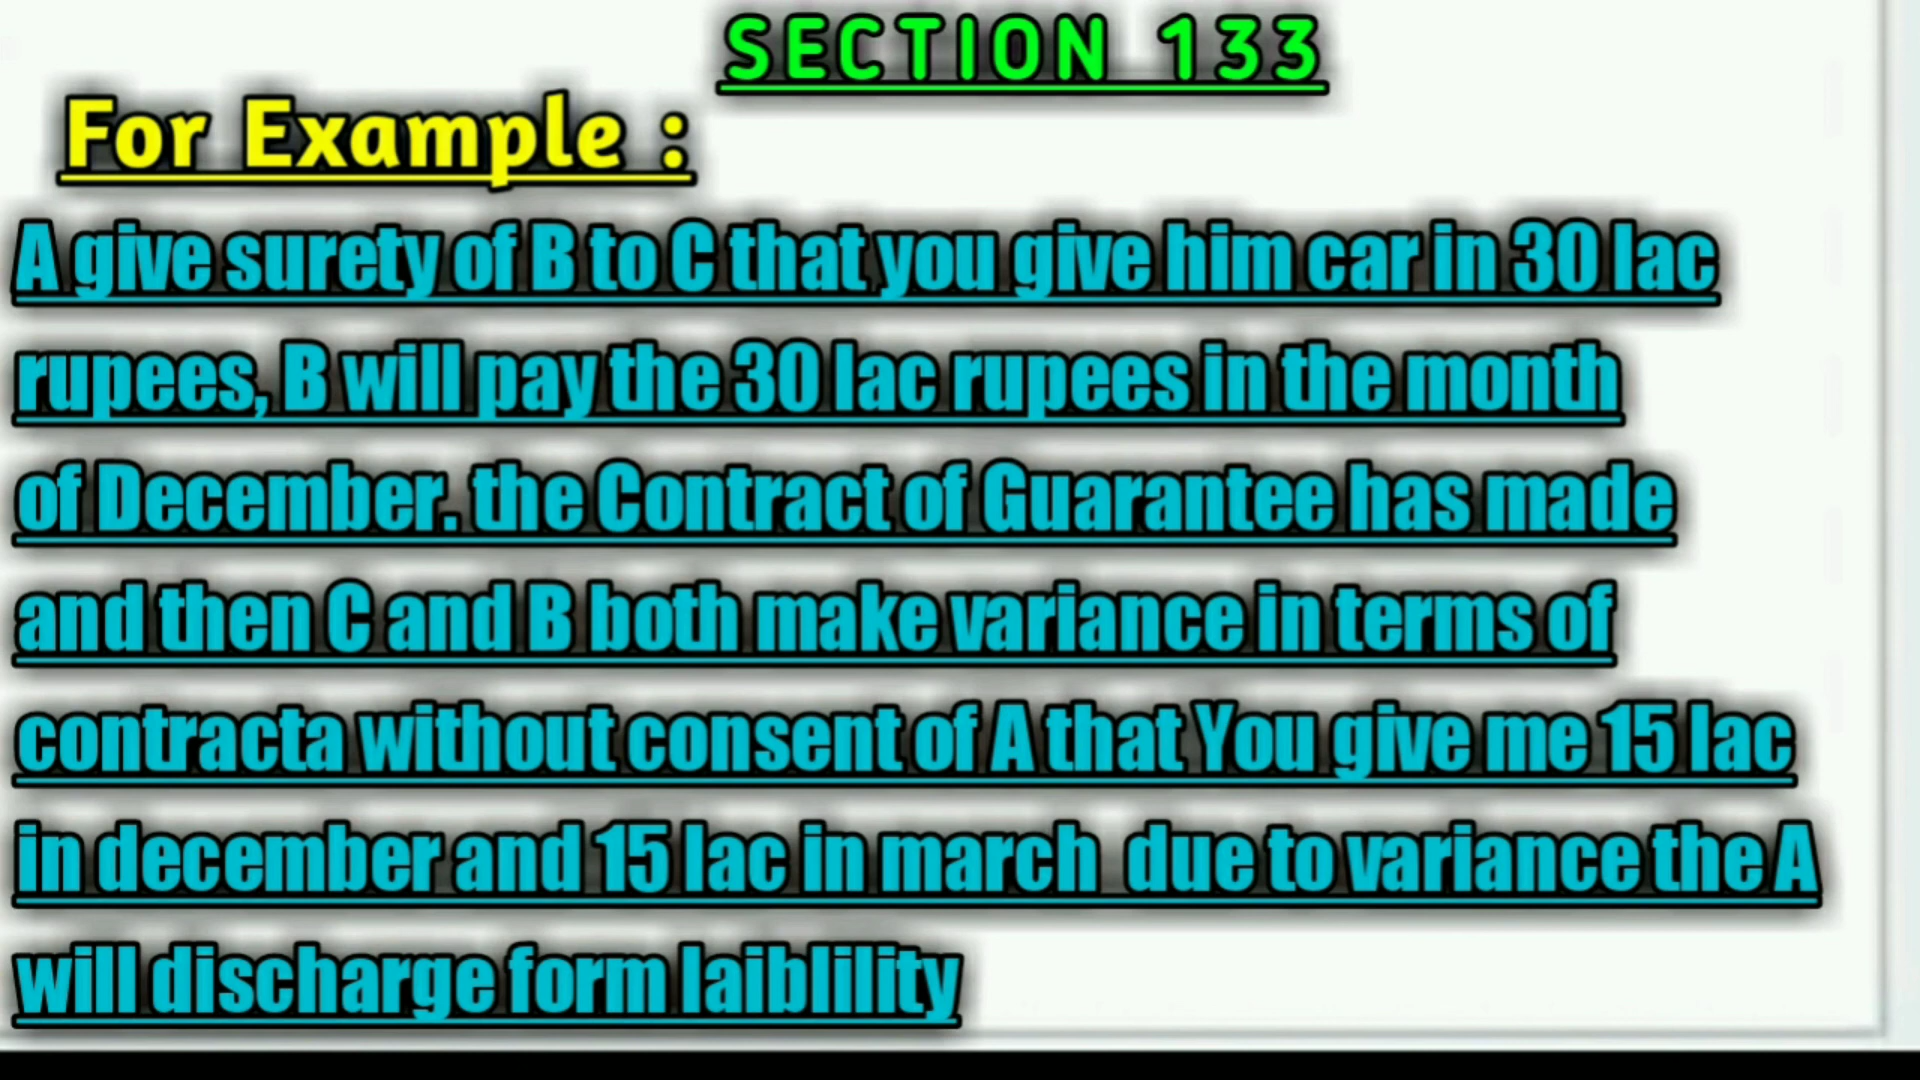 SECTION 133
For Example :
A give surety of B to C that you give him car in 30 lac
rupees, B will pay the 30 lac rupees in the month
of December. the Contract of Guarantee has made
and then C and B both make variance in terms of
contracta without consent of A that You give me 15 lac
in december and 15 lac in march due to variance the A
will discharge form laiblility